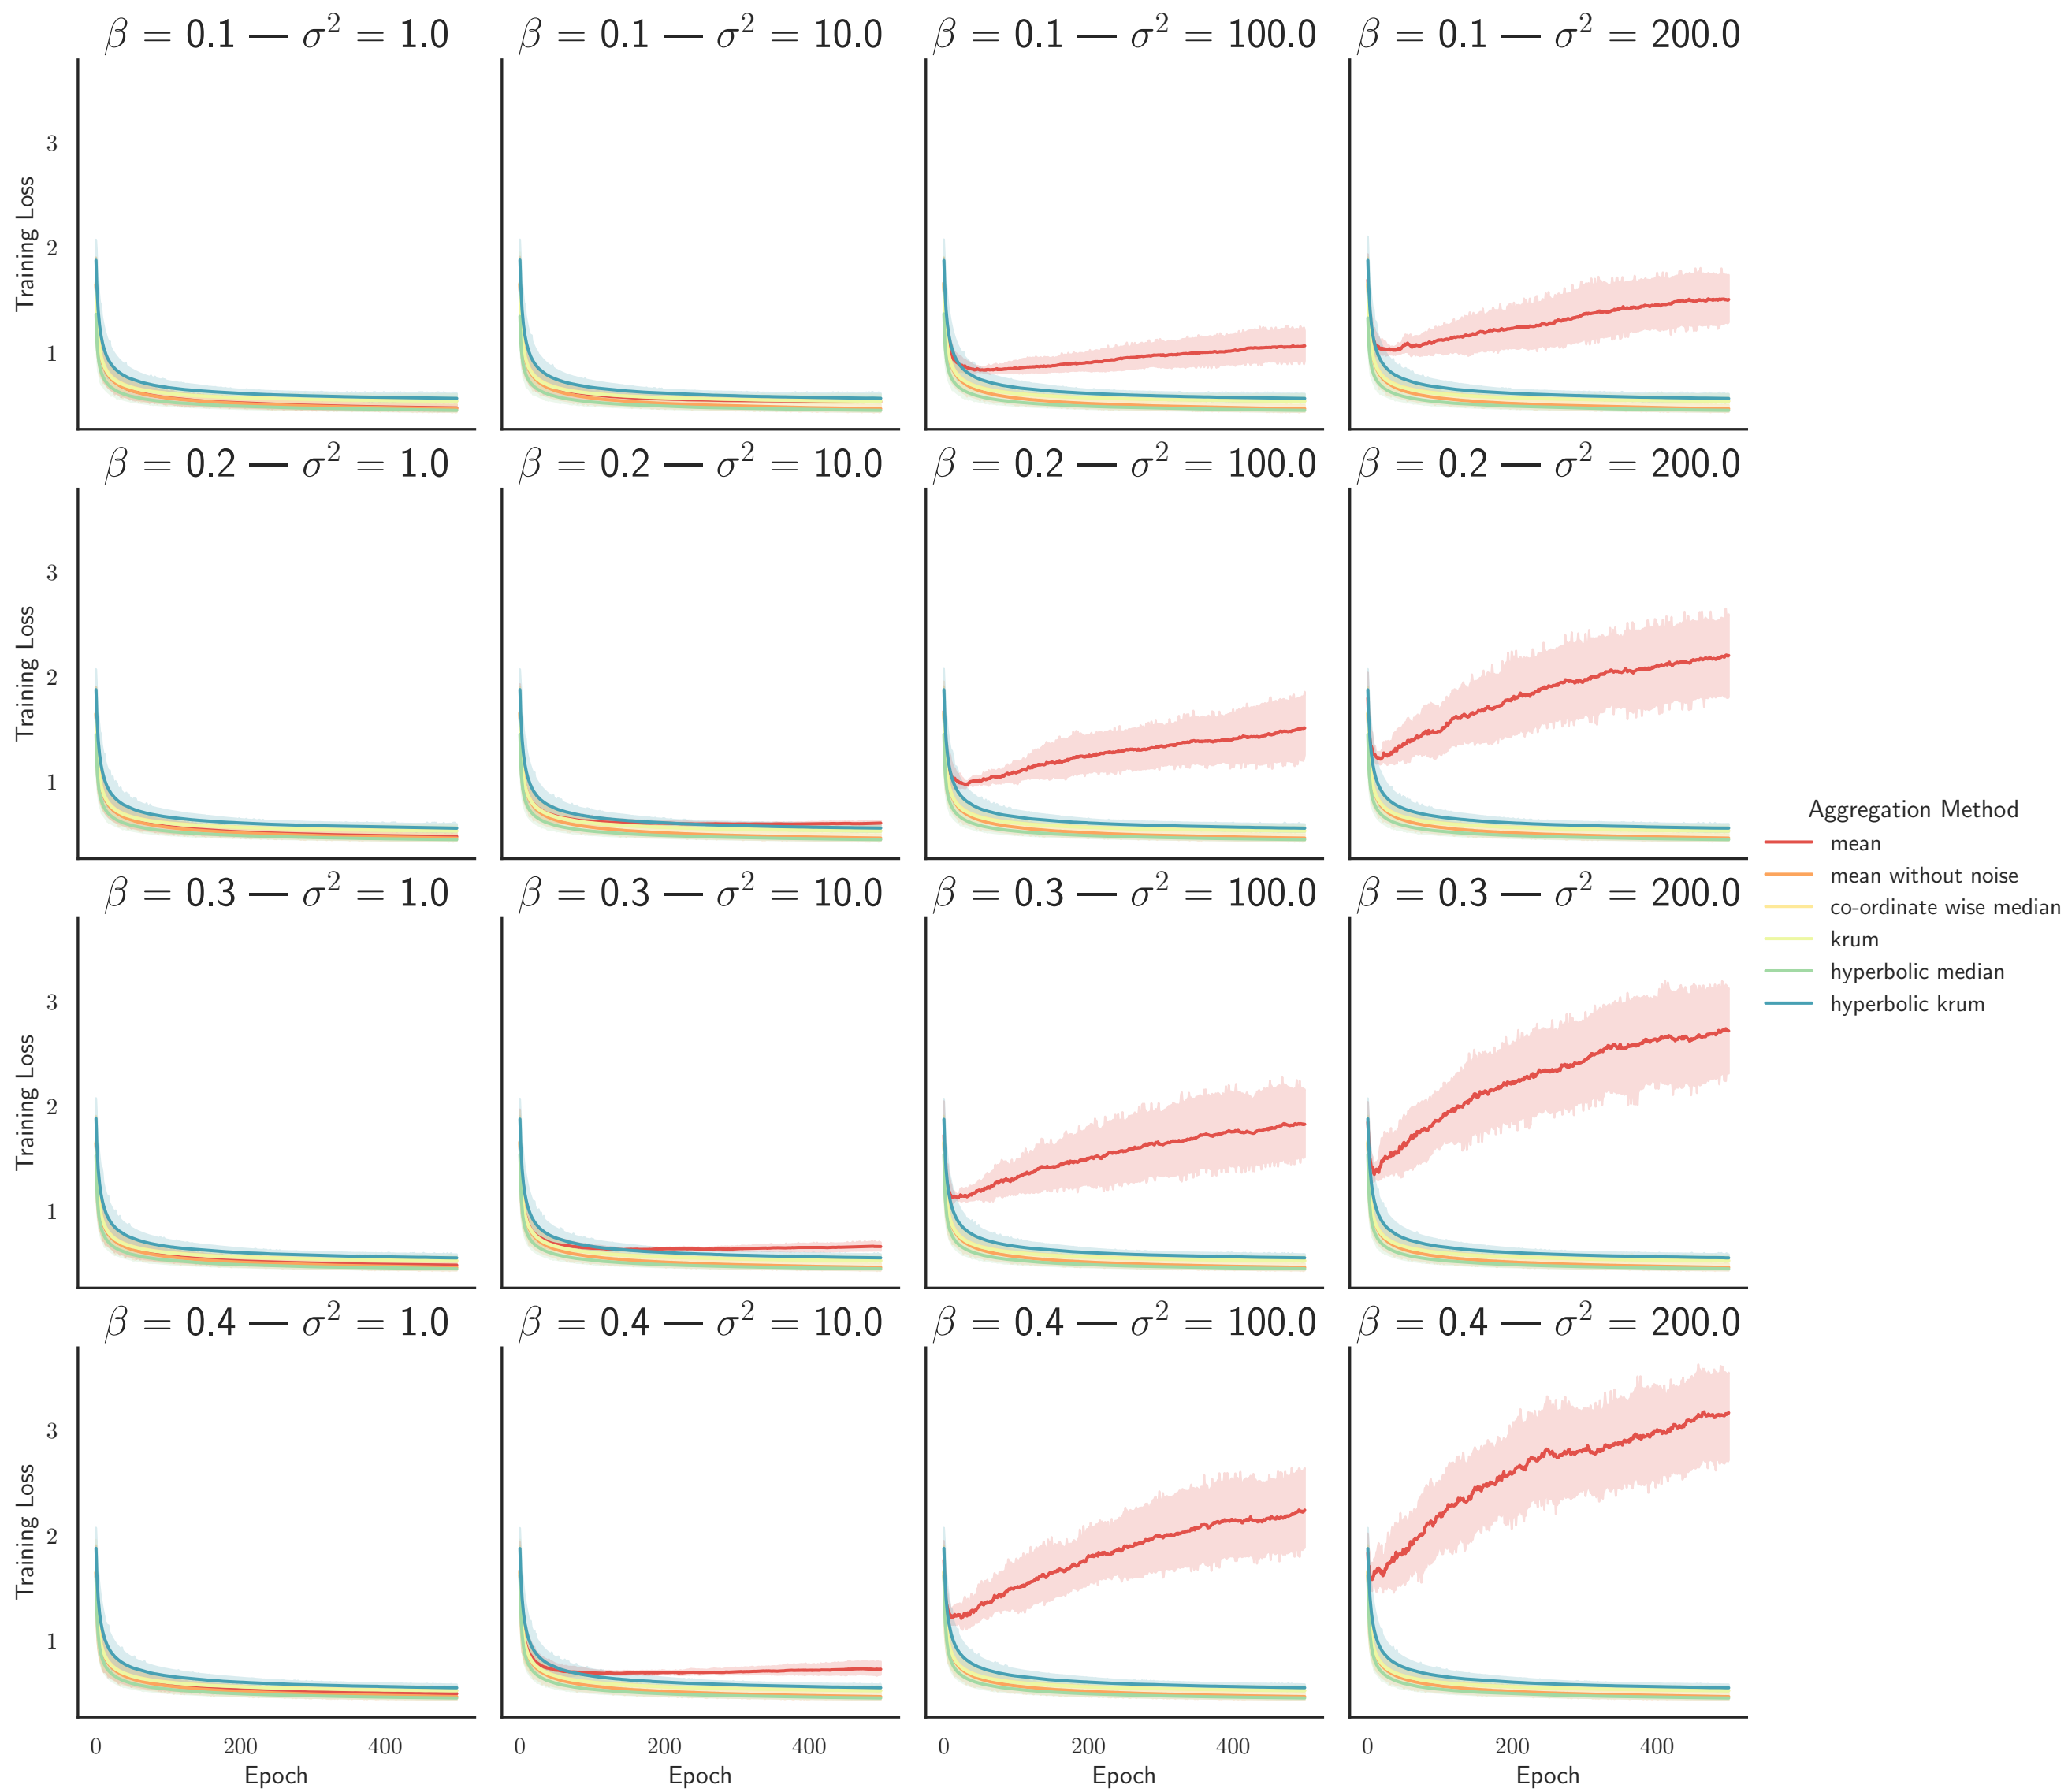 β = 0.1 — σ² = 1.0
β = 0.1 — σ² = 10.0
β = 0.1 — σ² = 100.0
β = 0.1 — σ² = 200.0
3
2
1
Training Loss
β = 0.2 — σ² = 1.0
β = 0.2 — σ² = 10.0
β = 0.2 — σ² = 100.0
β = 0.2 — σ² = 200.0
3
2
1
Training Loss
β = 0.3 — σ² = 1.0
β = 0.3 — σ² = 10.0
β = 0.3 — σ² = 100.0
β = 0.3 — σ² = 200.0
3
2
1
Training Loss
β = 0.4 — σ² = 1.0
β = 0.4 — σ² = 10.0
β = 0.4 — σ² = 100.0
β = 0.4 — σ² = 200.0
3
2
1
Training Loss
0 200 400
Epoch
0 200 400
Epoch
0 200 400
Epoch
0 200 400
Epoch
Aggregation Method
mean
mean without noise
co-ordinate wise median
krum
hyperbolic median
hyperbolic krum